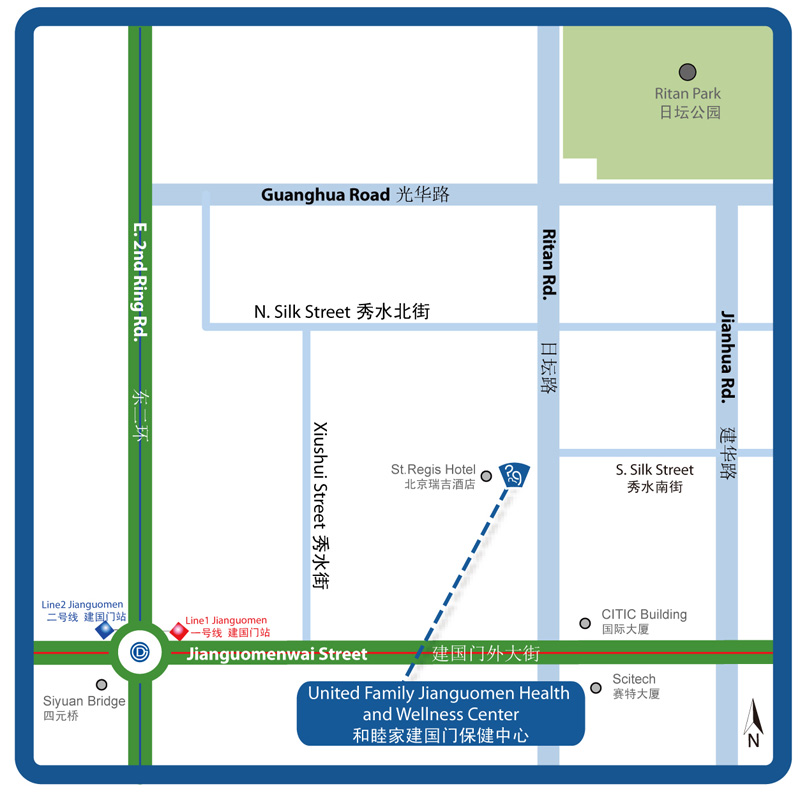 Ritan Park
日坛公园
Guanghua Road 光华路
E. 2nd Ring Rd.
东二环
Ritan Rd.
日坛路
N. Silk Street 秀水北街
Jianhua Rd.
建华路
Xiushui Street 秀水街
St.Regis Hotel
北京瑞吉酒店
S. Silk Street
秀水南街
Line2 Jianguomen
二号线 建国门站
Line1 Jianguomen
一号线 建国门站
CITIC Building
国际大厦
Jianguomenwai Street 建国门外大街
Siyuan Bridge
四元桥
Scitech
赛特大厦
United Family Jianguomen Health
and Wellness Center
和睦家建国门保健中心
N